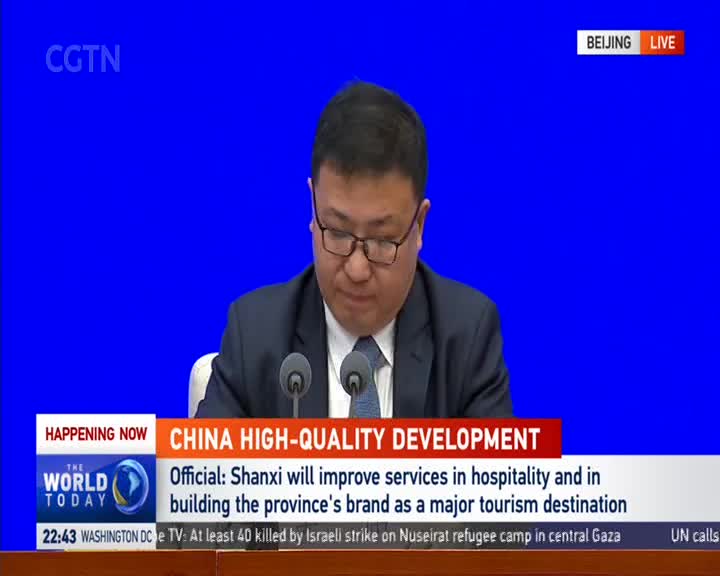 CGTN
BEIJING LIVE
HAPPENING NOW
CHINA HIGH-QUALITY DEVELOPMENT
THE
WORLD
TODAY
Official: Shanxi will improve services in hospitality and in
building the province's brand as a major tourism destination
22:43 WASHINGTON DC e TV: At least 40 killed by Israeli strike on Nuseirat refugee camp in central Gaza UN calls